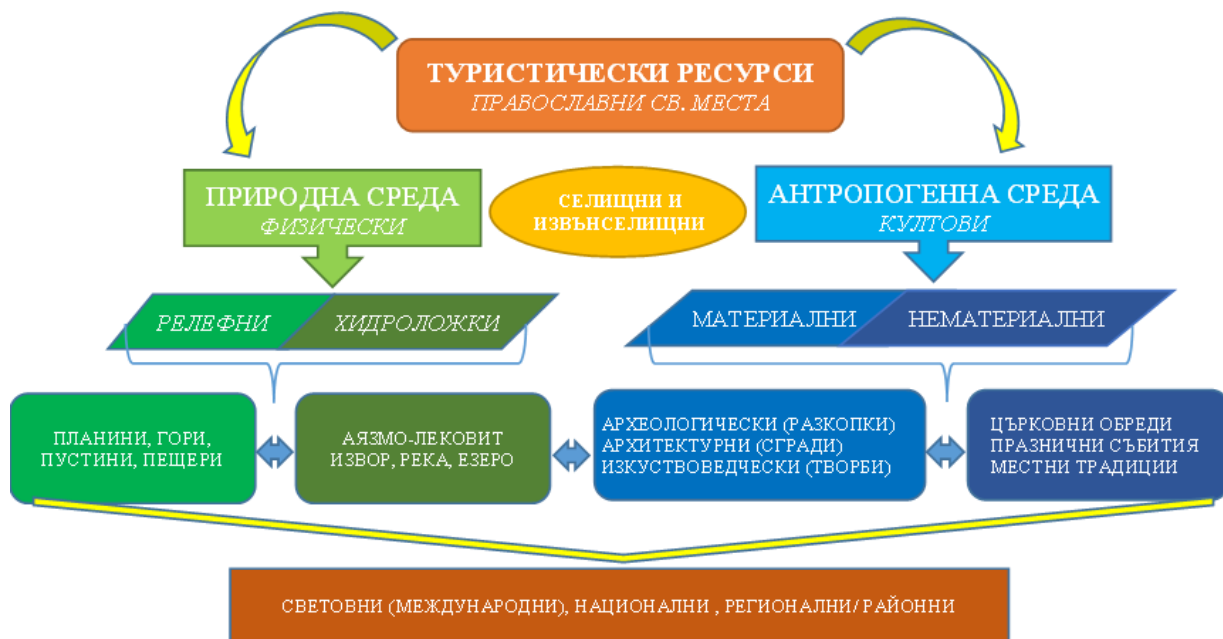 ТУРИСТИЧЕСКИ РЕСУРСИ
ПРАВОСЛАВНИ СВ. МЕСТА
ПРИРОДНА СРЕДА
ФИЗИЧЕСКИ
СЕЛИЩНИ И
ИЗВЪНСЕЛИЩНИ
АНТРОПОГЕННА СРЕДА
КУЛТОВИ
РЕЛЕФНИ
ХИДРОЛОЖКИ
МАТЕРИАЛНИ
НЕМАТЕРИАЛНИ
ПЛАНИНИ, ГОРИ,
ПУСТИНИ, ПЕЩЕРИ
АЯЗМО-ЛЕКОВИТ
ИЗВОР, РЕКА, ЕЗЕРО
АРХЕОЛОГИЧЕСКИ (РАЗКОПКИ)
АРХИТЕКТУРНИ (СГРАДИ)
ИЗКУСТВОВЕДЧЕСКИ (ТВОРБИ)
ЦЪРКОВНИ ОБРЕДИ
ПРАЗНИЧНИ СЪБИТИЯ
МЕСТНИ ТРАДИЦИИ
СВЕТОВНИ (МЕЖДУНАРОДНИ), НАЦИОНАЛНИ , РЕГИОНАЛНИ/ РАЙОННИ